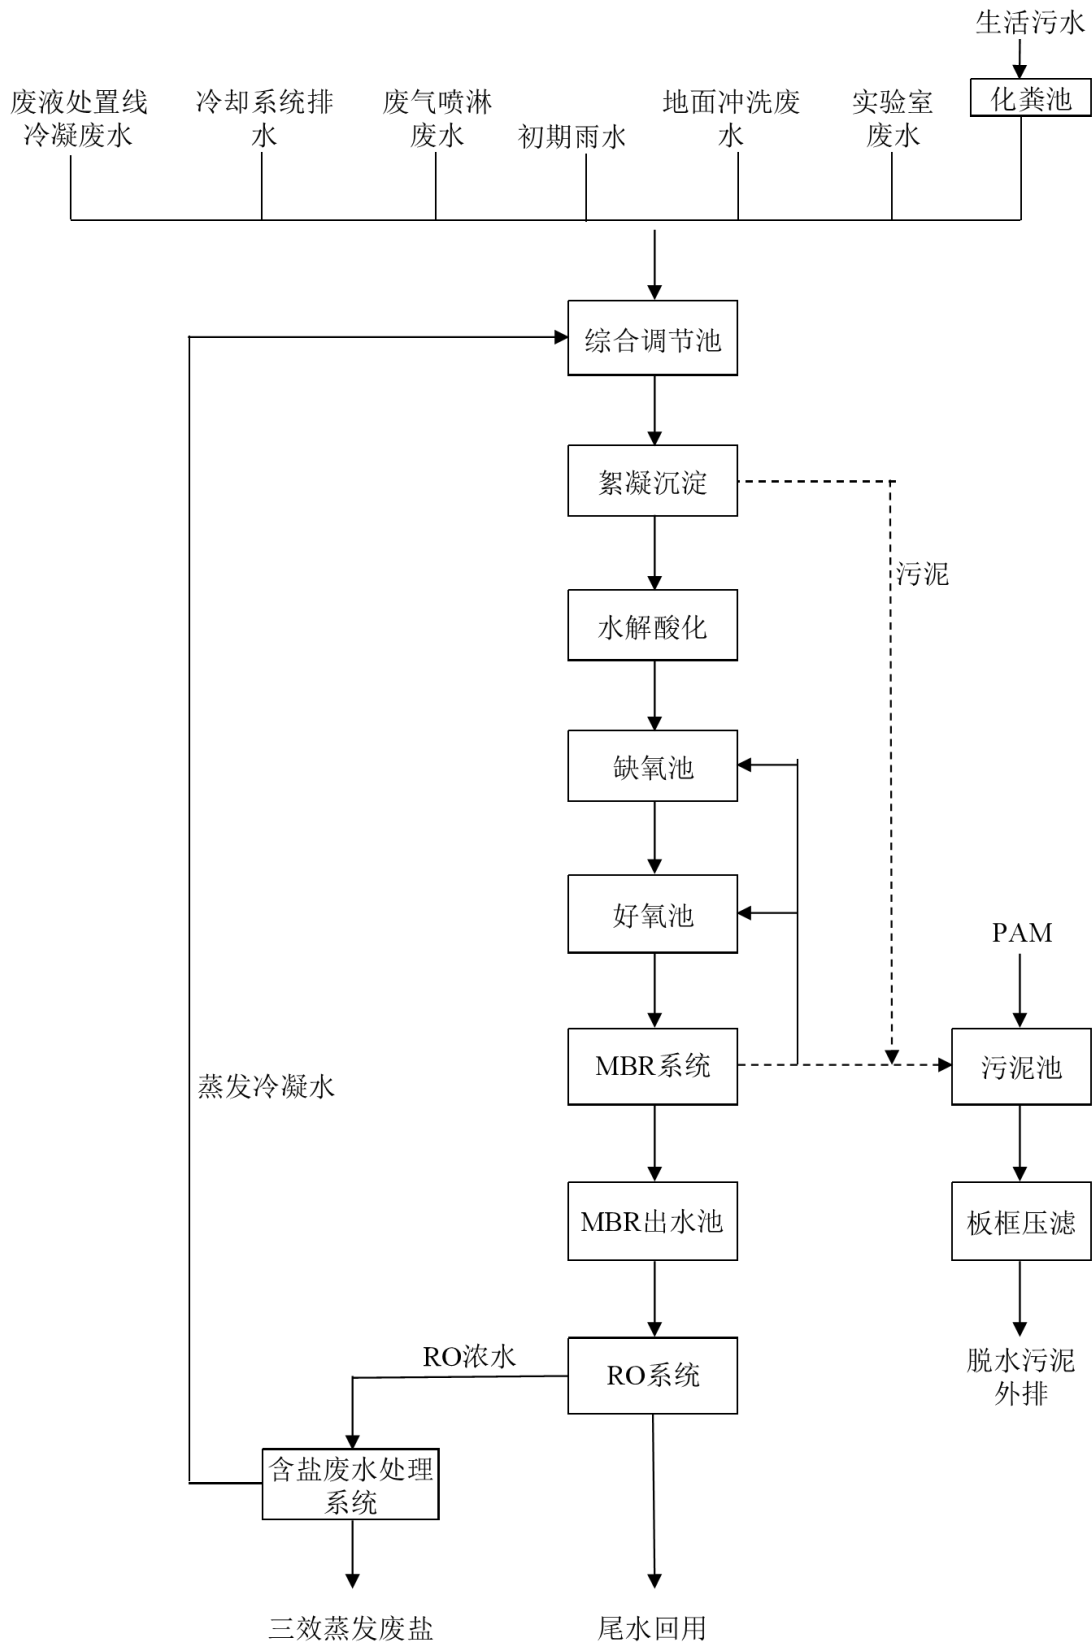 生活污水
化粪池
废液处置线
冷凝废水
冷却系统排
水
废气喷淋
废水
初期雨水
地面冲洗废
水
实验室
废水
综合调节池
絮凝沉淀
污泥
水解酸化
缺氧池
好氧池
PAM
MBR系统
污泥池
蒸发冷凝水
MBR出水池
板框压滤
RO浓水
RO系统
脱水污泥
外排
含盐废水处理
系统
三效蒸发废盐
尾水回用